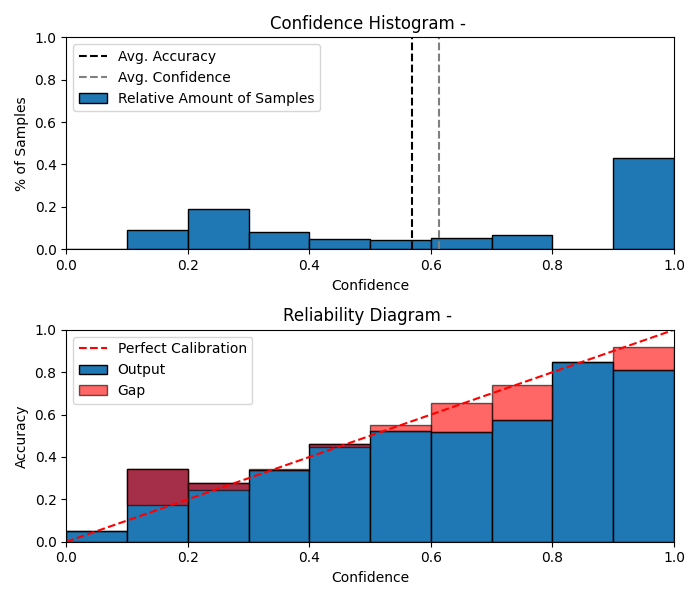 Confidence Histogram -
1.0
0.8
0.6
0.4
0.2
0.0
% of Samples
Avg. Accuracy
Avg. Confidence
Relative Amount of Samples
0.0 0.2 0.4 0.6 0.8 1.0
Confidence
Reliability Diagram -
1.0
0.8
0.6
0.4
0.2
0.0
Accuracy
Perfect Calibration
Output
Gap
0.0 0.2 0.4 0.6 0.8 1.0
Confidence